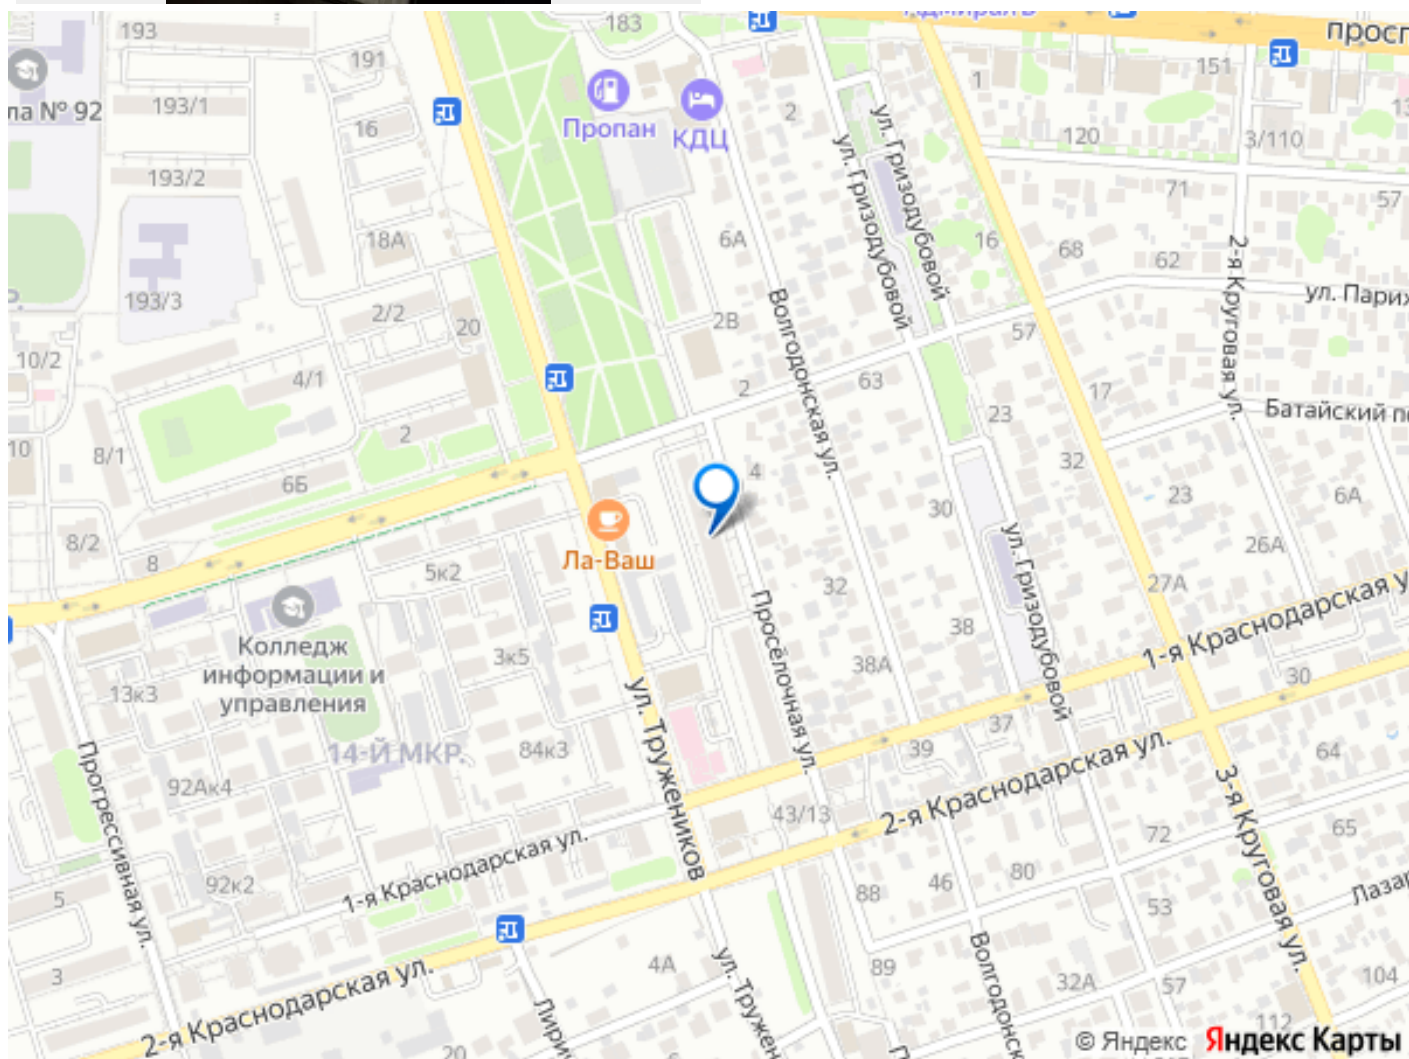 193
183
просп
191
151
ла № 92
193/1
16
Пропан
КДЦ
2
ул. Гризодубовой
ул. Гризодубовой
1
120
3/110
193/2
71
57
18А
6А
16
68
62
2-я Круговая ул.
193/3
2/2
20
2В
Волгодонская ул.
57
ул. Париж
10/2
4/1
2
63
17
23
Батайский п
10
8/1
2
6Б
4
32
30
23
6А
8/2
8
Ла-Ваш
5к2
32
ул. Гризодубовой
26А
27А
Колледж
информации и
управления
3к5
Просёлочная ул.
38А
38
1-я Краснодарская у
30
13к3
ул. Тружеников
14-Й МКР.
84к3
39
37
64
Прогрессивная ул.
92Ак4
43/13
2-я Краснодарская ул.
3-я Круговая ул.
72
65
1-я Краснодарская ул.
92к2
5
88
46
80
53
Лазар
3
2-я Краснодарская ул.
4А
ул. Тружен
89
Волгодонск
32А
57
104
Лири
20
112
© Яндекс Яндекс Карты